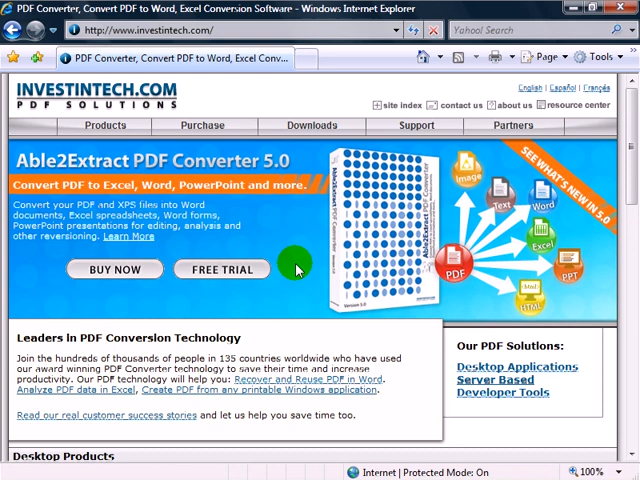 PDF Converter, Convert PDF to Word, Excel Conversion Software - Windows Internet Explorer
http://www.investintech.com/
Yahoo! Search
PDF Converter, Convert PDF to Word, Excel Conv...
Page
Tools
INVESTINTECH.COM
PDF SOLUTIONS
English | Español | Français
site index
contact us
about us
resource center
Products
Purchase
Downloads
Support
Partners
Able2Extract PDF Converter 5.0
Convert PDF to Excel, Word, PowerPoint and more.
Convert your PDF and XPS files into Word
documents, Excel spreadsheets, Word forms,
PowerPoint presentations for editing, analysis and
other reversioning. Learn More
BUY NOW
FREE TRIAL
Able2Extract PDF Converter
Version 5.0
SEE WHAT'S NEW IN 5.0
Image
Text
Word
Excel
PPT
HTML
PDF
Leaders in PDF Conversion Technology
Join the hundreds of thousands of people in 135 countries worldwide who have used
our award winning PDF Converter technology to save their time and increase
productivity. Our PDF technology will help you: Recover and Reuse PDF in Word,
Analyze PDF data in Excel, Create PDF from any printable Windows application.
Read our real customer success stories and let us help you save time too.
Our PDF Solutions:
Desktop Applications
Server Based
Developer Tools
Desktop Products
Internet | Protected Mode: On
100%